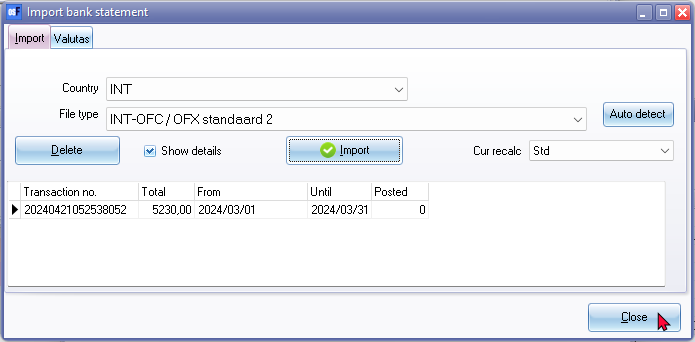 Import bank statement
Import Valutas
Country INT
File type INT-OFC / OFX standaard 2 Auto detect
Delete Show details Import Cur recalc Std
Transaction no. Total From Until Posted
20240421052538052 5230,00 2024/03/01 2024/03/31 0
Close